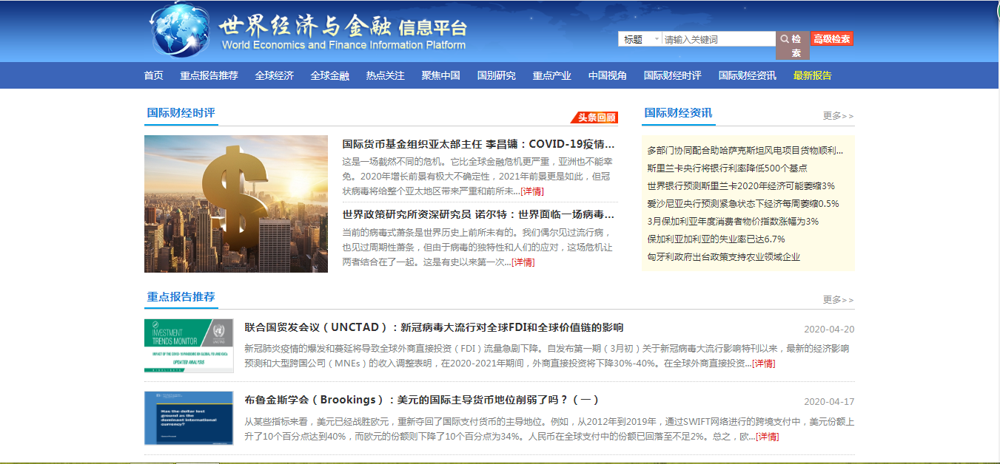 世界经济与金融 信息平台
World Economics and Finance Information Platform
标题 请输入关键词 检索 高级检索
首页 重点报告推荐 全球经济 全球金融 热点关注 聚焦中国 国别研究 重点产业 中国视角 国际财经时评 国际财经资讯 最新报告
国际财经时评
头条回顾
国际货币基金组织亚太部主任 李昌镛：COVID-19疫情...
这是一场截然不同的危机。它比全球金融危机更严重，亚洲也不能幸
免。2020年增长前景有极大不确定性，2021年前景更是如此，但冠
状病毒将给整个亚太地区带来严重和前所未...[详情]
世界政策研究所资深研究员 诺尔特：世界面临一场病毒...
当前的病毒式萧条是世界历史上前所未有的。我们偶尔见过流行病，
也见过周期性萧条，但由于病毒的独特性和人们的应对，这场危机让
两者结合在了一起。这是有史以来第一次...[详情]
国际财经资讯
更多>>
多部门协同配合助哈萨克斯坦风电项目货物顺利...
斯里兰卡央行将银行利率降低500个基点
世界银行预测斯里兰卡2020年经济可能萎缩3%
爱沙尼亚央行预测紧急状态下经济每周萎缩0.5%
3月保加利亚年度消费者物价指数涨幅为3%
保加利亚加利亚的失业率已达6.7%
匈牙利政府出台政策支持农业领域企业
重点报告推荐
更多>>
INVESTMENT
TRENDS MONITOR
IMPACT OF THE COVID-19 PANDEMIC ON GLOBAL FDI AND GVCs
UPDATED ANALYSIS
联合国贸发会议（UNCTAD）：新冠病毒大流行对全球FDI和全球价值链的影响
2020-04-20
新冠肺炎疫情的爆发和蔓延将导致全球外商直接投资（FDI）流量急剧下降。自发布第一期（3月初）关于新冠病毒大流行影响特刊以来，最新的经济影响
预测和大型跨国公司（MNEs）的收入调整表明，在2020-2021年期间，外商直接投资将下降30%-40%。在全球外商直接投资...[详情]
Has the dollar lost
ground as the
dominant international
currency?
布鲁金斯学会（Brookings）：美元的国际主导货币地位削弱了吗？（一）
2020-04-17
从某些指标来看，美元已经战胜欧元，重新夺回了国际支付货币的主导地位。例如，从2012年到2019年，通过SWIFT网络进行的跨境支付中，美元份额上
升了10个百分点达到40%，而欧元的份额则下降了10个百分点为34%。人民币在全球支付中的份额已回落至不足2%。总之，欧...[详情]